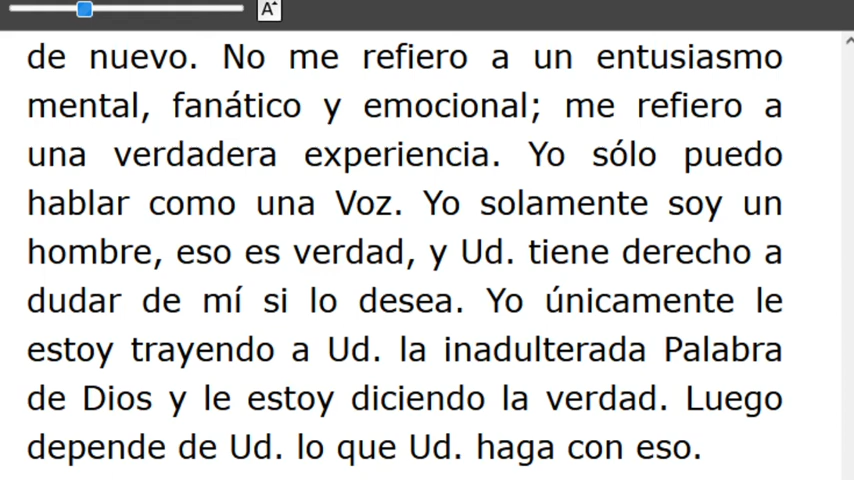 A
de nuevo. No me refiero a un entusiasmo
mental, fanático y emocional; me refiero a
una verdadera experiencia. Yo sólo puedo
hablar como una Voz. Yo solamente soy un
hombre, eso es verdad, y Ud. tiene derecho a
dudar de mí si lo desea. Yo únicamente le
estoy trayendo a Ud. la inadulterada Palabra
de Dios y le estoy diciendo la verdad. Luego
depende de Ud. lo que Ud. haga con eso.